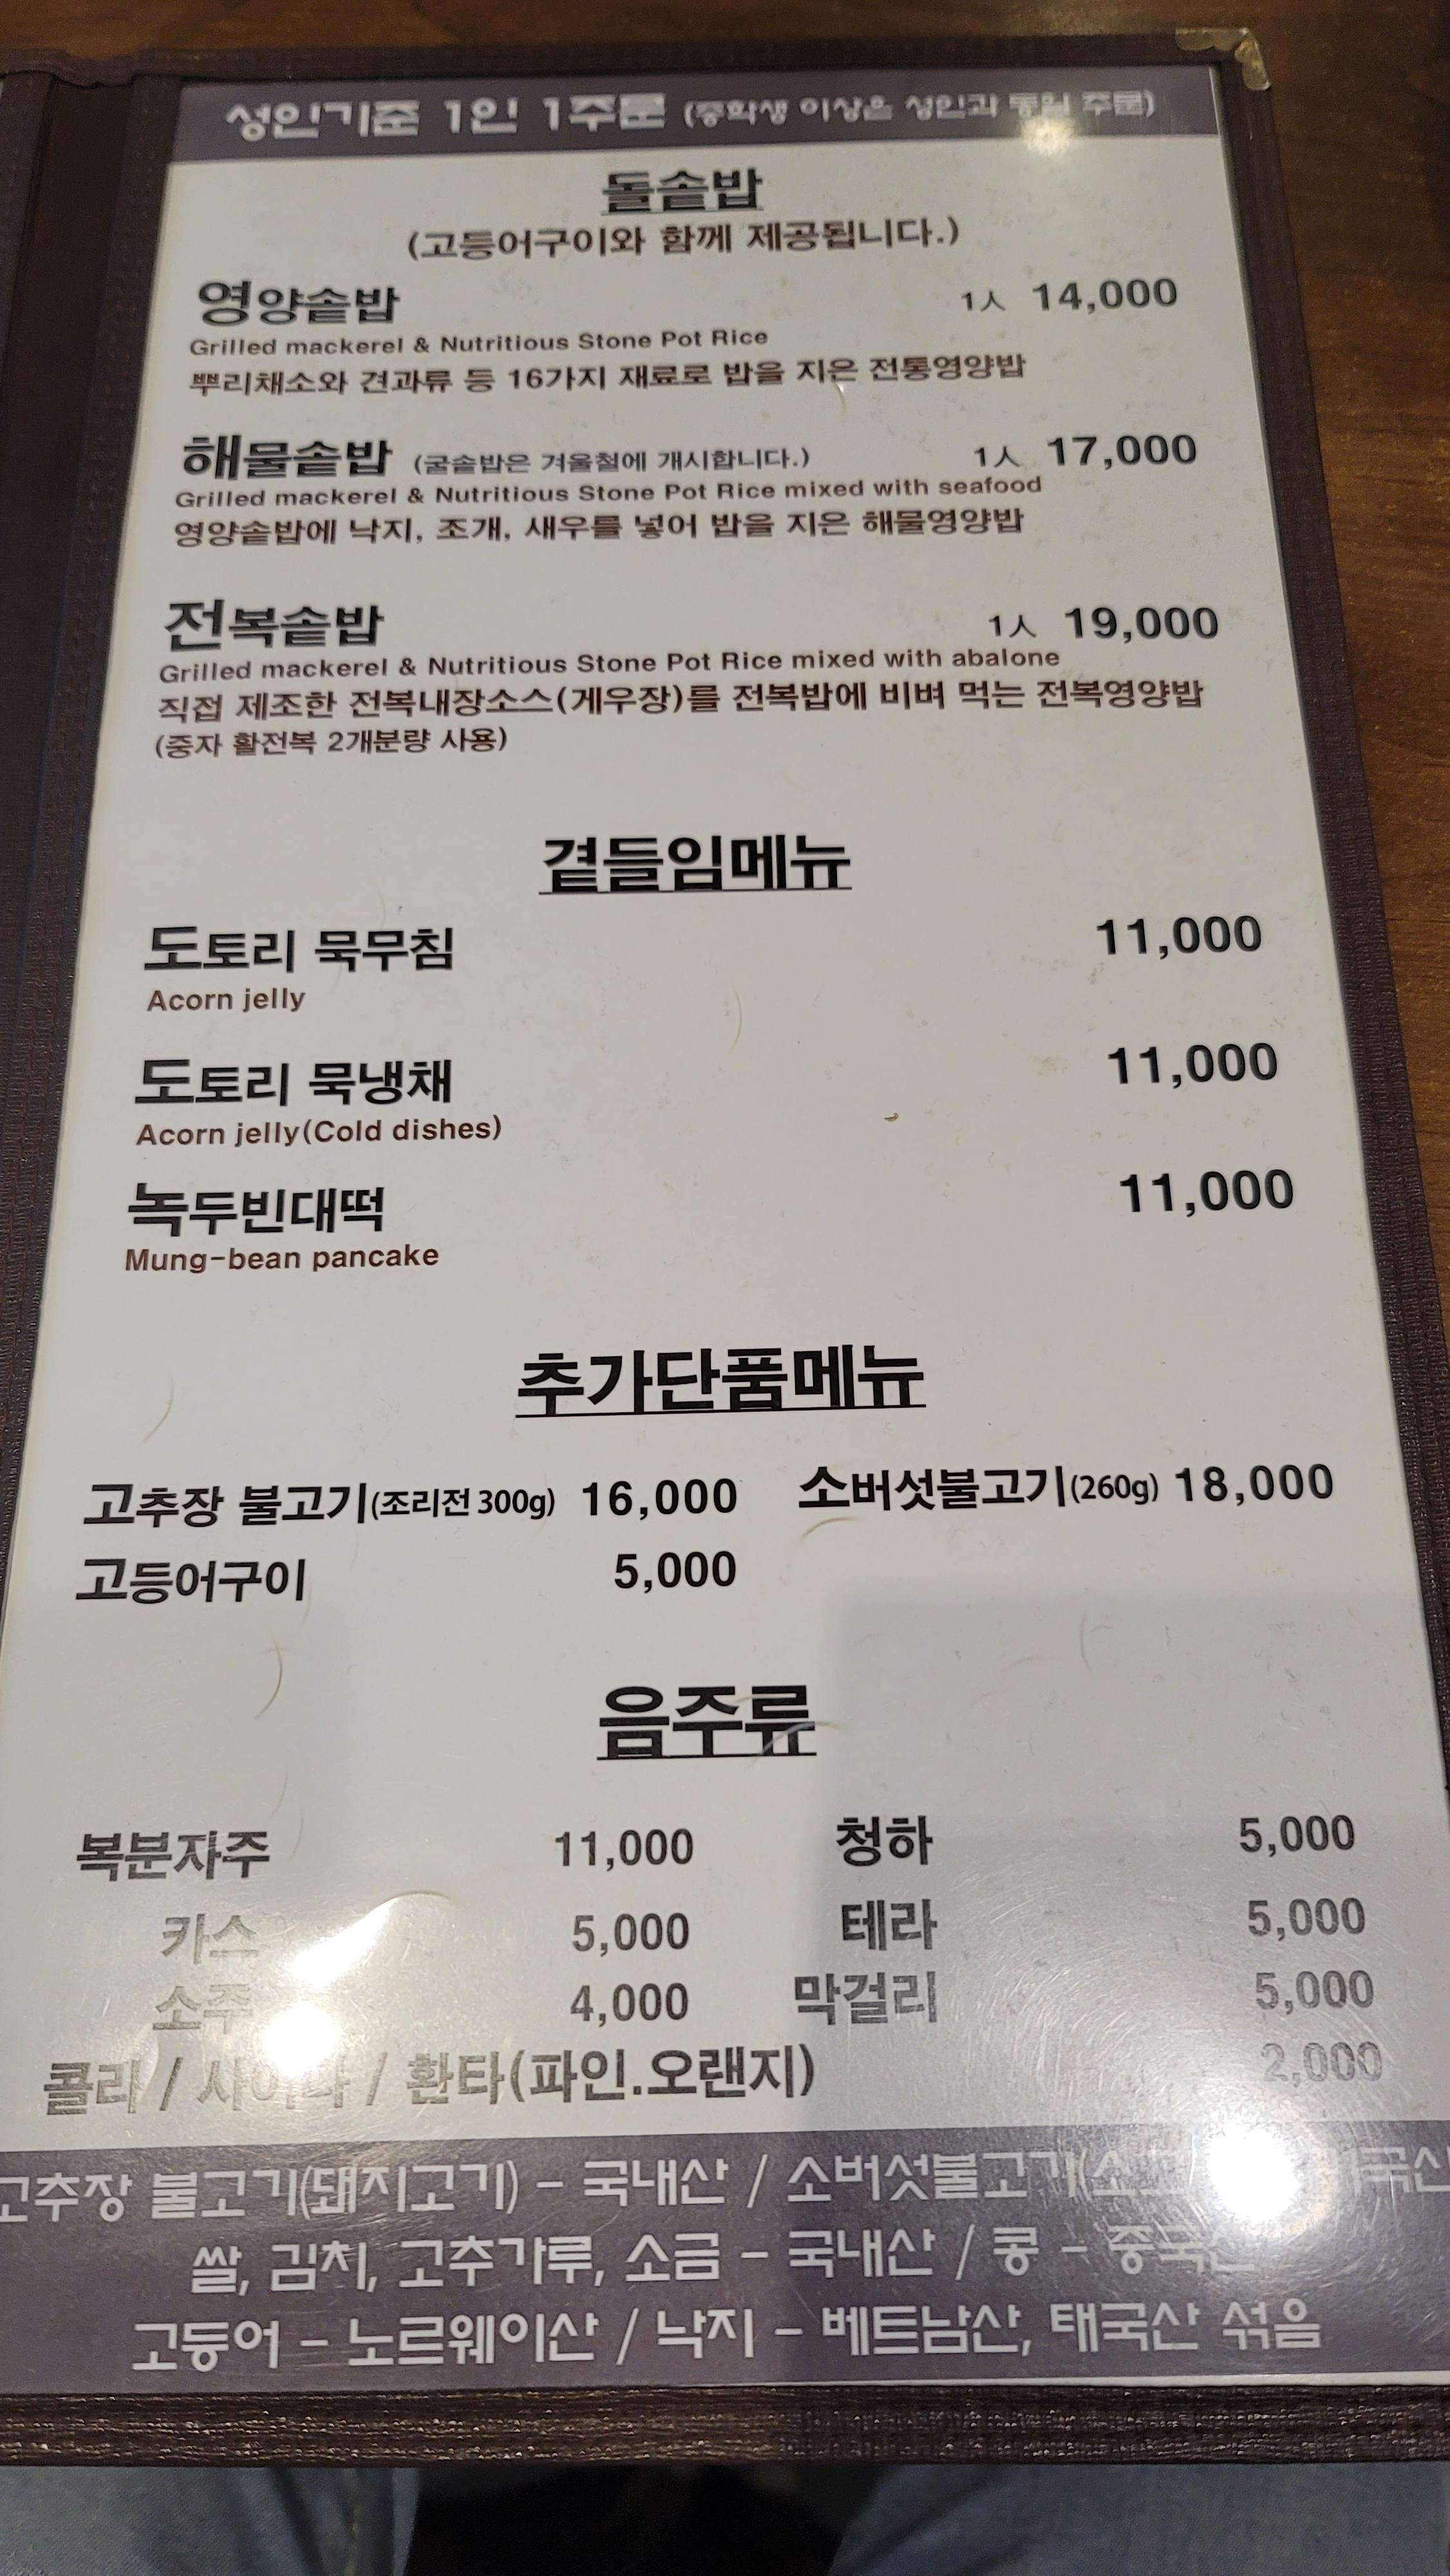 성인기준 1인 1주문 (중학생 이상은 성인과 동일 주문)
돌솥밥
(고등어구이와 함께 제공됩니다.)
영양솥밥 1人 14,000
Grilled mackerel & Nutritious Stone Pot Rice
뿌리채소와 견과류 등 16가지 재료로 밥을 지은 전통영양밥
해물솥밥 (굴솥밥은 겨울철에 개시합니다.) 1人 17,000
Grilled mackerel & Nutritious Stone Pot Rice mixed with seafood
영양솥밥에 낙지, 조개, 새우를 넣어 밥을 지은 해물영양밥
전복솥밥 1人 19,000
Grilled mackerel & Nutritious Stone Pot Rice mixed with abalone
직접 제조한 전복내장소스(게우장)를 전복밥에 비벼 먹는 전복영양밥
(중자 활전복 2개분량 사용)
곁들임메뉴
도토리 묵무침 11,000
Acorn jelly
도토리 묵냉채 11,000
Acorn jelly(Cold dishes)
녹두빈대떡 11,000
Mung-bean pancake
추가단품메뉴
고추장 불고기(조리전 300g) 16,000 소버섯불고기(260g) 18,000
고등어구이 5,000
음주류
복분자주 11,000 청하 5,000
카스 5,000 테라 5,000
소주 4,000 막걸리 5,000
콜라 / 사이다 / 환타(파인.오랜지) 2,000
고추장 불고기(돼지고기) - 국내산 / 소버섯불고기
쌀, 김치, 고추가루, 소금 - 국내산 / 콩 - 중국산
고등어 - 노르웨이산 / 낙지 - 베트남산, 태국산 섞음